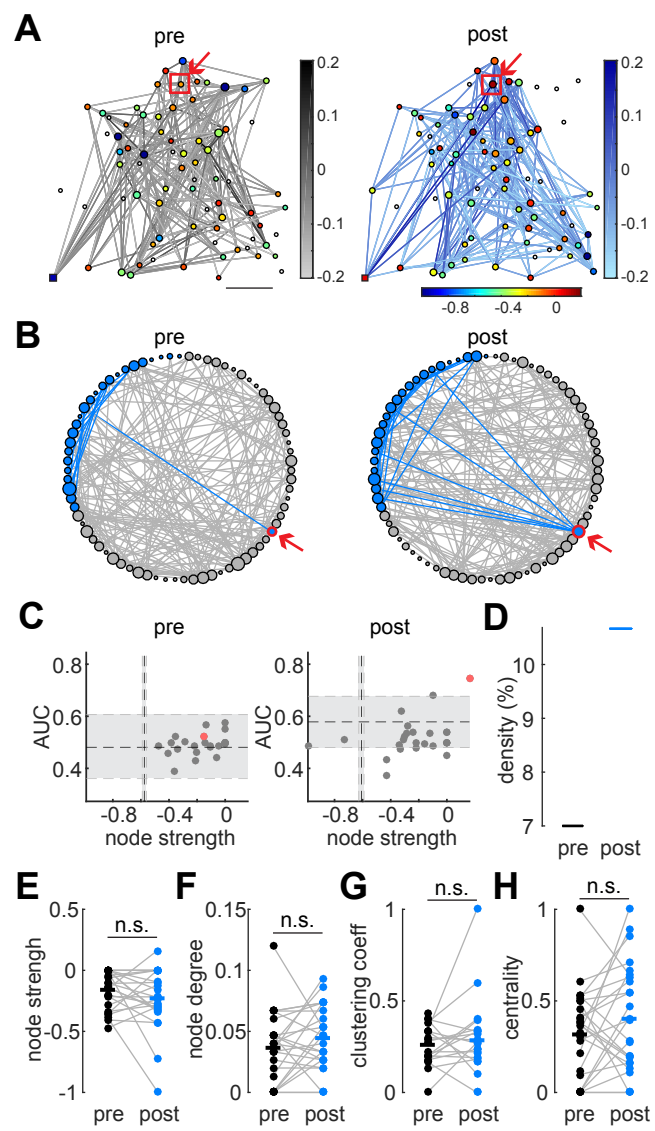 A
pre
post
0.2
0.1
0
-0.1
-0.2
0.2
0.1
0
-0.1
-0.2
-0.8 -0.4 0
B
pre
post
C
pre
post
D
0.8
0.6
0.4
AUC
-0.8 -0.4 0
node strength
0.8
0.6
0.4
AUC
-0.8 -0.4 0
node strength
10
9
8
7
density (%)
pre post
E
n.s.
0.5
0
-0.5
-1
node strengh
pre post
F
n.s.
0.15
0.1
0.05
0
node degree
pre post
G
n.s.
1
0.5
0
clustering coeff
pre post
H
n.s.
1
0.5
0
centrality
pre post